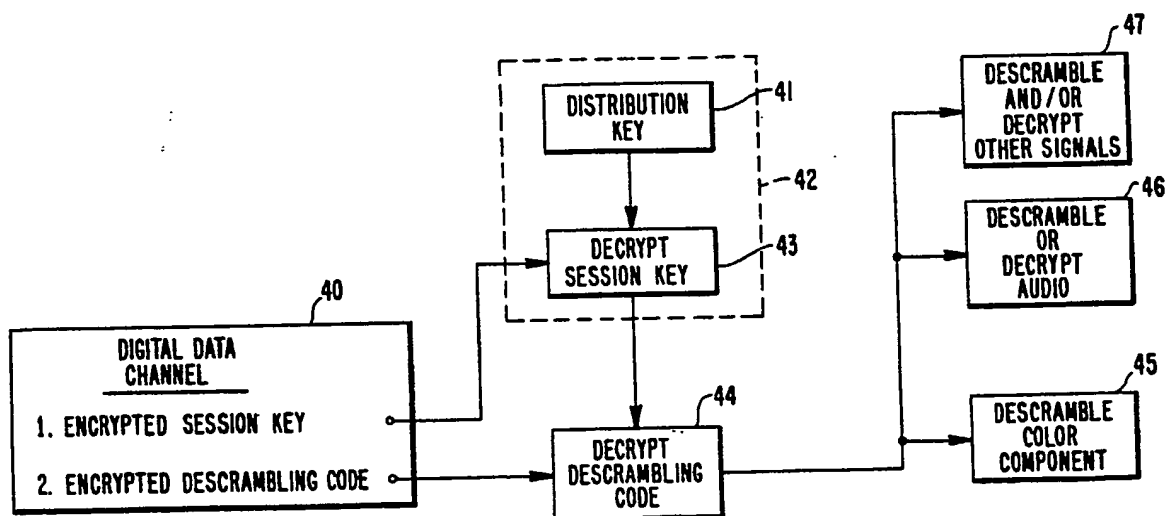 47
DESCRAMBLE
AND/OR
DECRYPT
OTHER SIGNALS
41
DISTRIBUTION
KEY
42
46
DESCRAMBLE
OR
DECRYPT
AUDIO
43
DECRYPT
SESSION KEY
40
DIGITAL DATA
CHANNEL
1. ENCRYPTED SESSION KEY
2. ENCRYPTED DESCRAMBLING CODE
44
DECRYPT
DESCRAMBLING
CODE
45
DESCRAMBLE
COLOR
COMPONENT